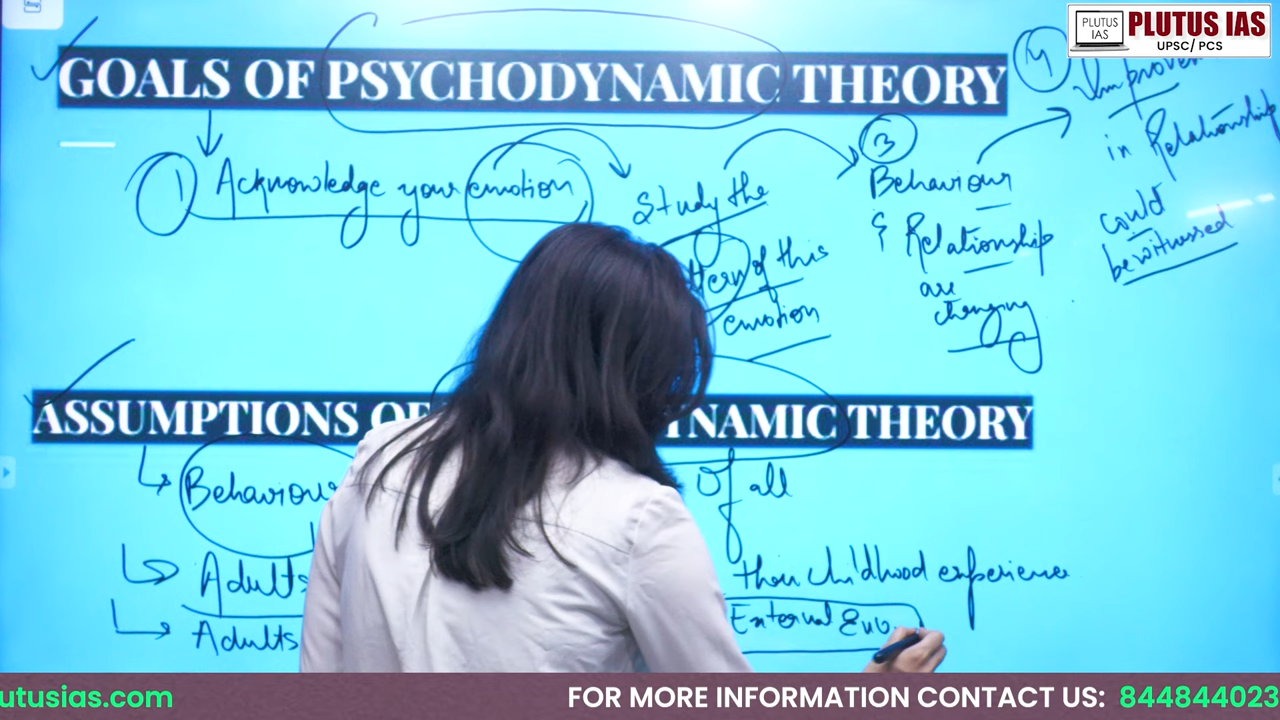 PLUTUS IAS
PLUTUS IAS
UPSC/ PCS
GOALS OF PSYCHODYNAMIC THEORY
① Acknowledge your emotion
Study the
tern of this
emotion
③
Behaviour
& Relationship
are
changing
④
in Relationship
could
be witnessed
ASSUMPTIONS OF
NAMIC THEORY
Behaviour
Of all
Adults
their childhood experience
Adults
External Env
utusias.com
FOR MORE INFORMATION CONTACT US: 844844023